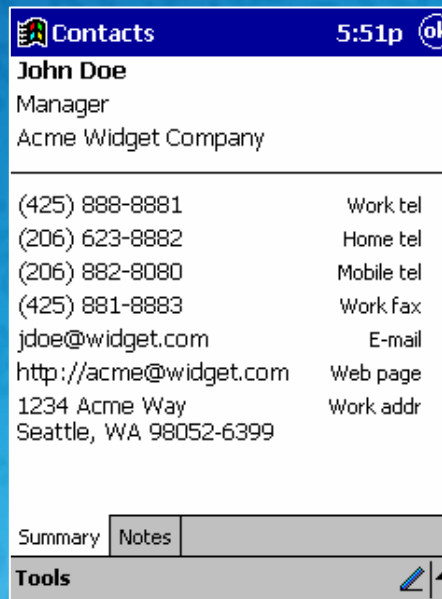 Contacts 5:51p ok
John Doe
Manager
Acme Widget Company
(425) 888-8881 Work tel
(206) 623-8882 Home tel
(206) 882-8080 Mobile tel
(425) 881-8883 Work fax
jdoe@widget.com E-mail
http://acme@widget.com Web page
1234 Acme Way Work addr
Seattle, WA 98052-6399
Summary Notes
Tools